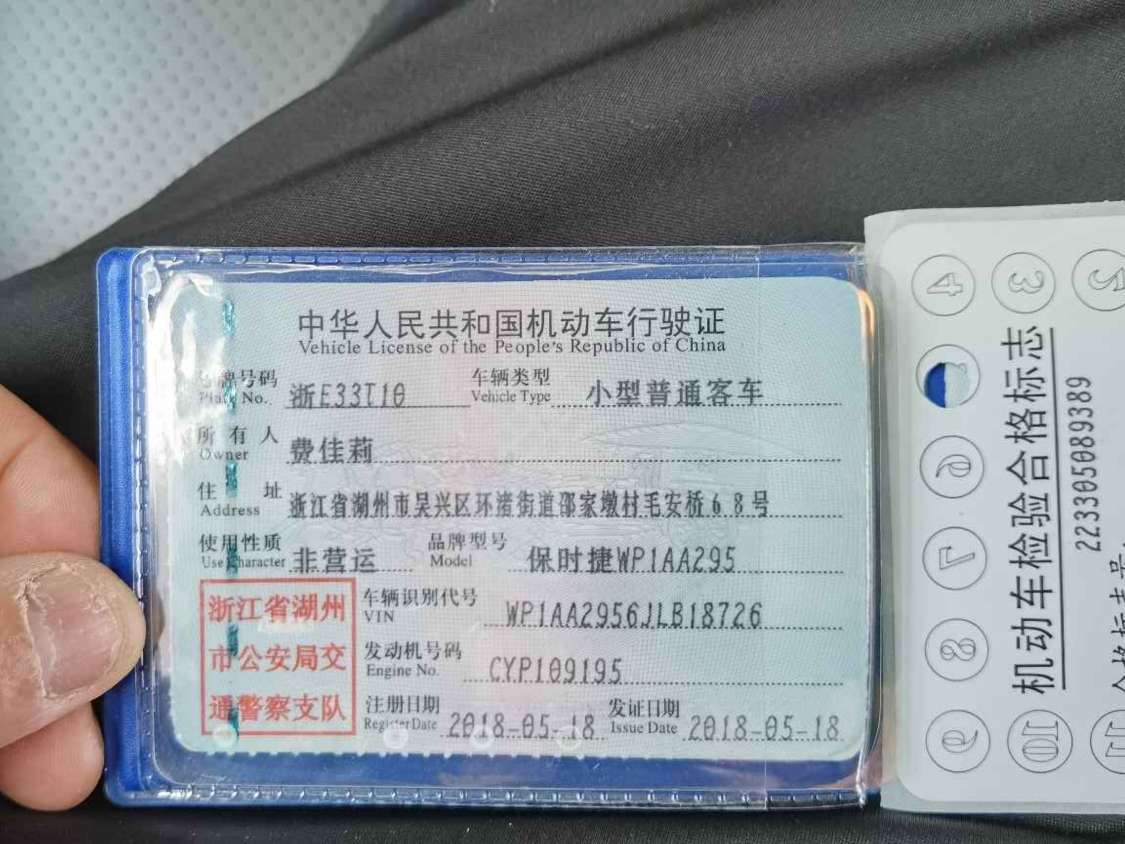 中华人民共和国机动车行驶证
Vehicle License of the People's Republic of China
号牌号码 浙E33T10 车辆类型 小型普通客车
Plate No. Vehicle Type
所有人 费佳莉
Owner
住址 浙江省湖州市吴兴区环渚街道邵家墩村毛安桥68号
Address
使用性质 非营运 品牌型号 保时捷WP1AA295
Use Character Model
浙江省湖州
市公安局交
通警察支队
车辆识别代号 WP1AA2956JLB18726
VIN
发动机号码 CYP109195
Engine No.
注册日期 2018-05-18 发证日期 2018-05-18
Register Date Issue Date
4 3 5
6
7
8
9 10 11
机动车检验合格标志
223305089389